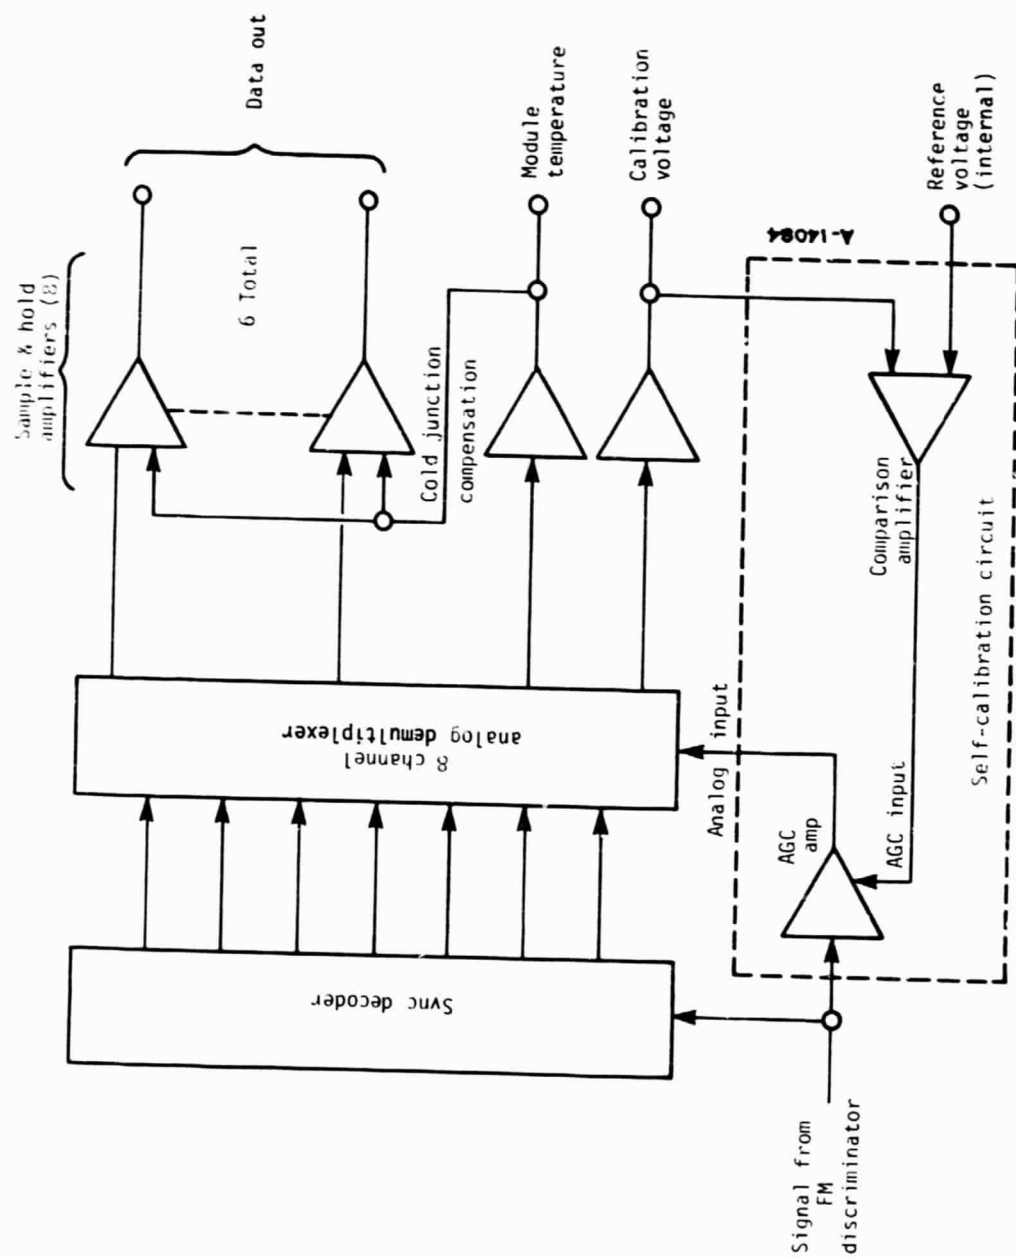 Sample & hold
amplifiers (8)
Data out
6 Total
Cold junction
compensation
Module
temperature
Calibration
voltage
8 channel
analog demultiplexer
Sync decoder
Analog input
AGC
amp
AGC input
Comparison
amplifier
Self-calibration circuit
Reference
voltage
(internal)
A-14084
Signal from
FM
discriminator